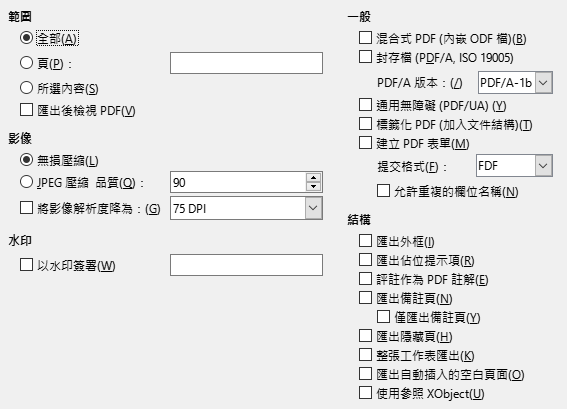 範圍
全部(A)
頁(P)：
所選內容(S)
匯出後檢視 PDF(V)
影像
無損壓縮(L)
JPEG 壓縮 品質(Q)： 90
將影像解析度降為：(G) 75 DPI
水印
以水印簽署(W)
一般
混合式 PDF (內嵌 ODF 檔)(B)
封存檔 (PDF/A, ISO 19005)
PDF/A 版本：(/) PDF/A-1b
通用無障礙 (PDF/UA) (Y)
標籤化 PDF (加入文件結構)(T)
建立 PDF 表單(M)
提交格式(F)： FDF
允許重複的欄位名稱(N)
結構
匯出外框(I)
匯出佔位提示項(R)
評註作為 PDF 註解(E)
匯出備註頁(N)
僅匯出備註頁(Y)
匯出隱藏頁(H)
整張工作表匯出(K)
匯出自動插入的空白頁面(O)
使用參照 XObject(U)